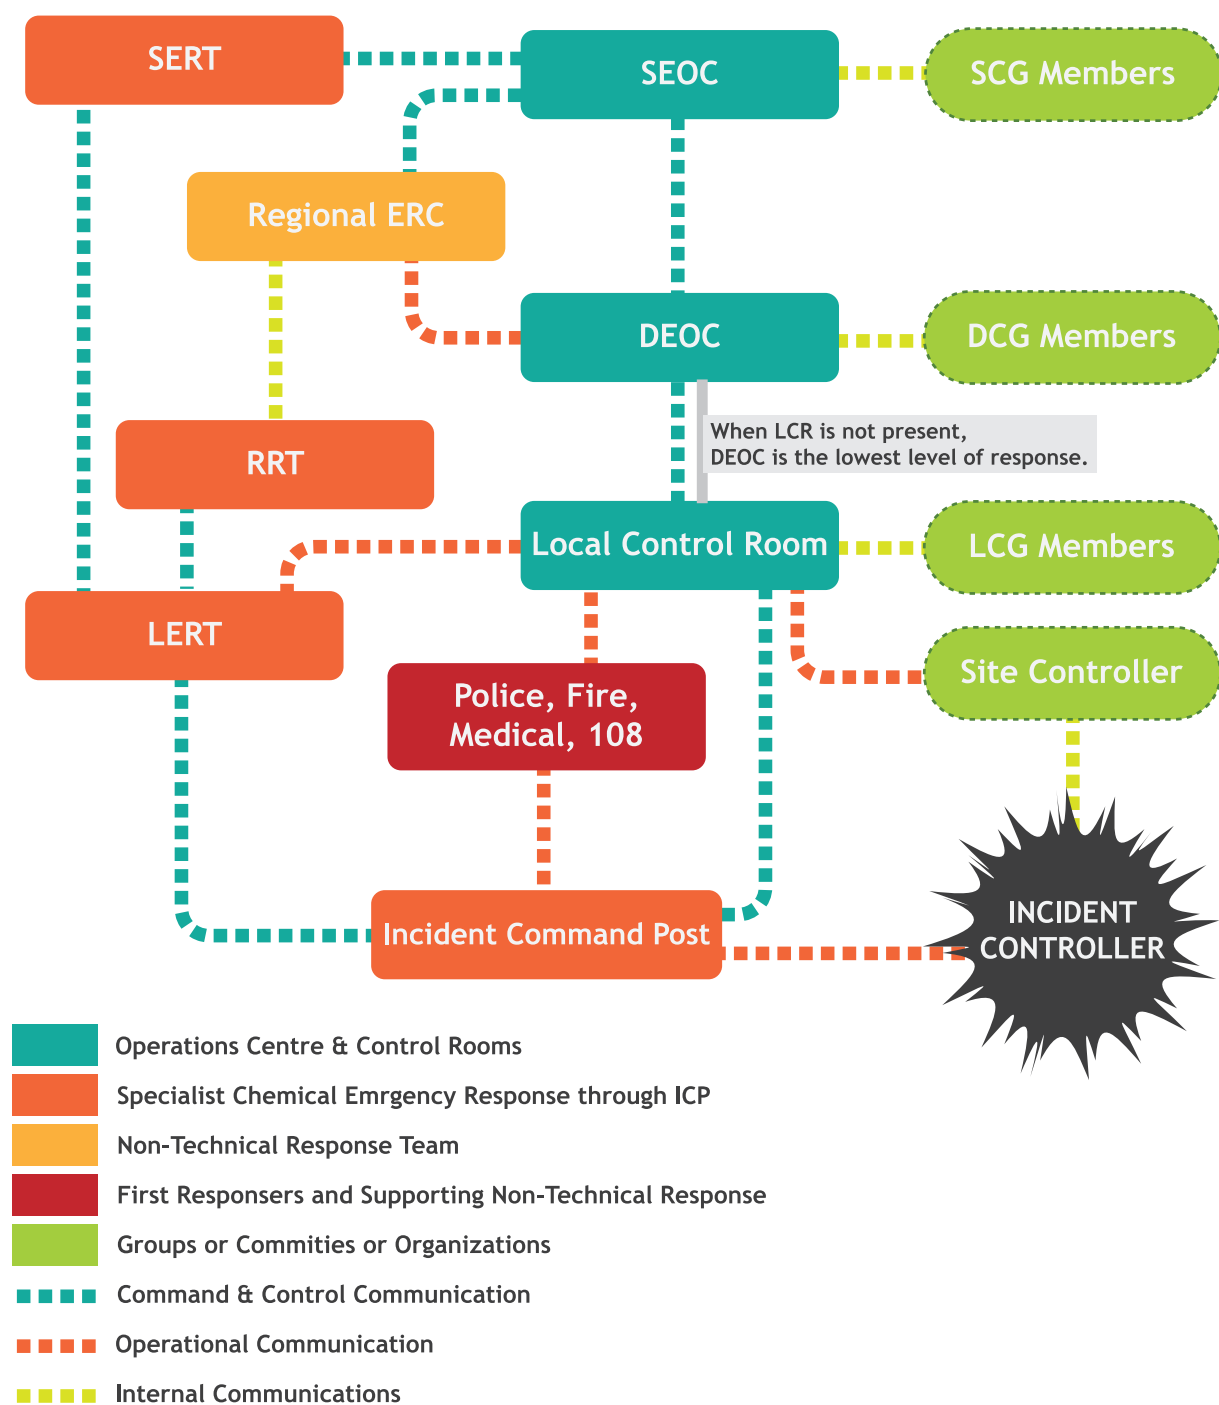 SERT
SEOC
SCG Members
Regional ERC
DEOC
DCG Members
When LCR is not present,
DEOC is the lowest level of response.
RRT
Local Control Room
LCG Members
LERT
Site Controller
Police, Fire,
Medical, 108
Incident Command Post
INCIDENT
CONTROLLER
Operations Centre & Control Rooms
Specialist Chemical Emrgency Response through ICP
Non-Technical Response Team
First Responsers and Supporting Non-Technical Response
Groups or Commities or Organizations
Command & Control Communication
Operational Communication
Internal Communications